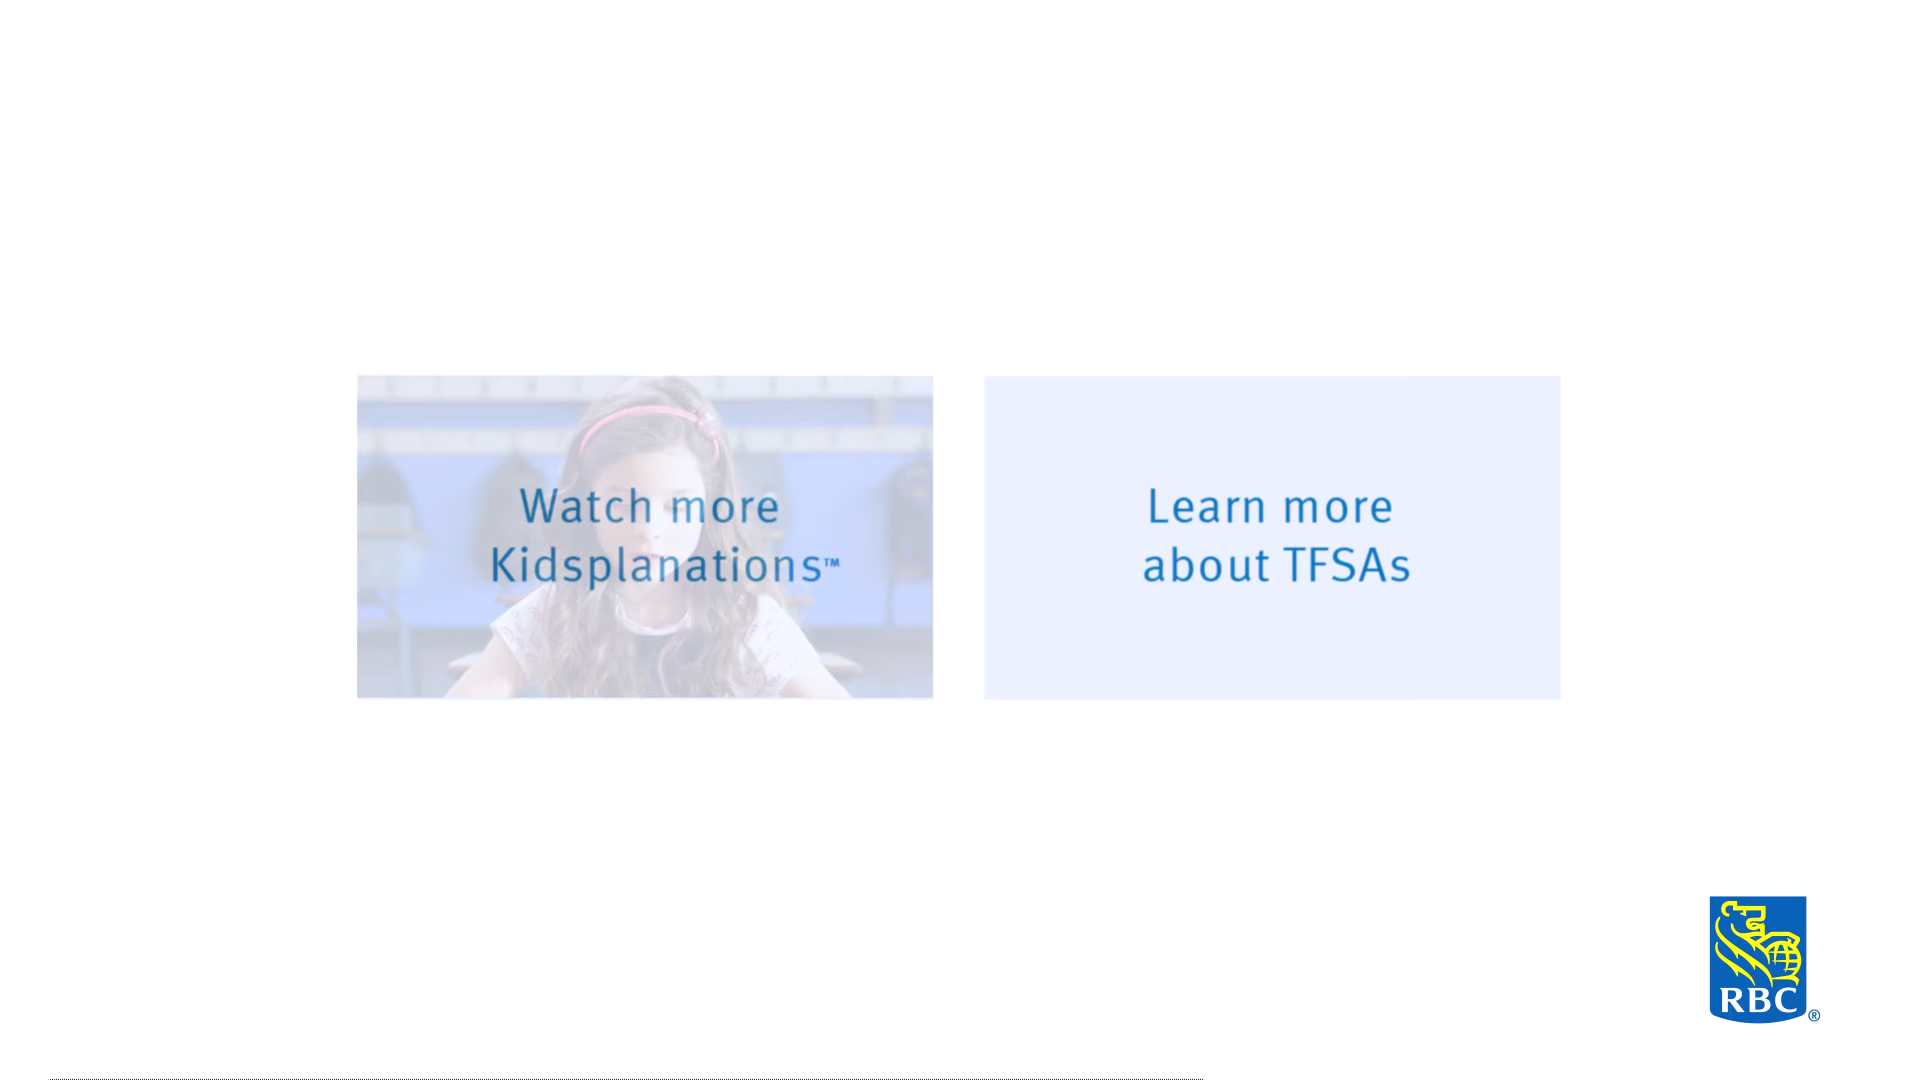 Watch more
Kidsplanations™
Learn more
about TFSAs
RBC®